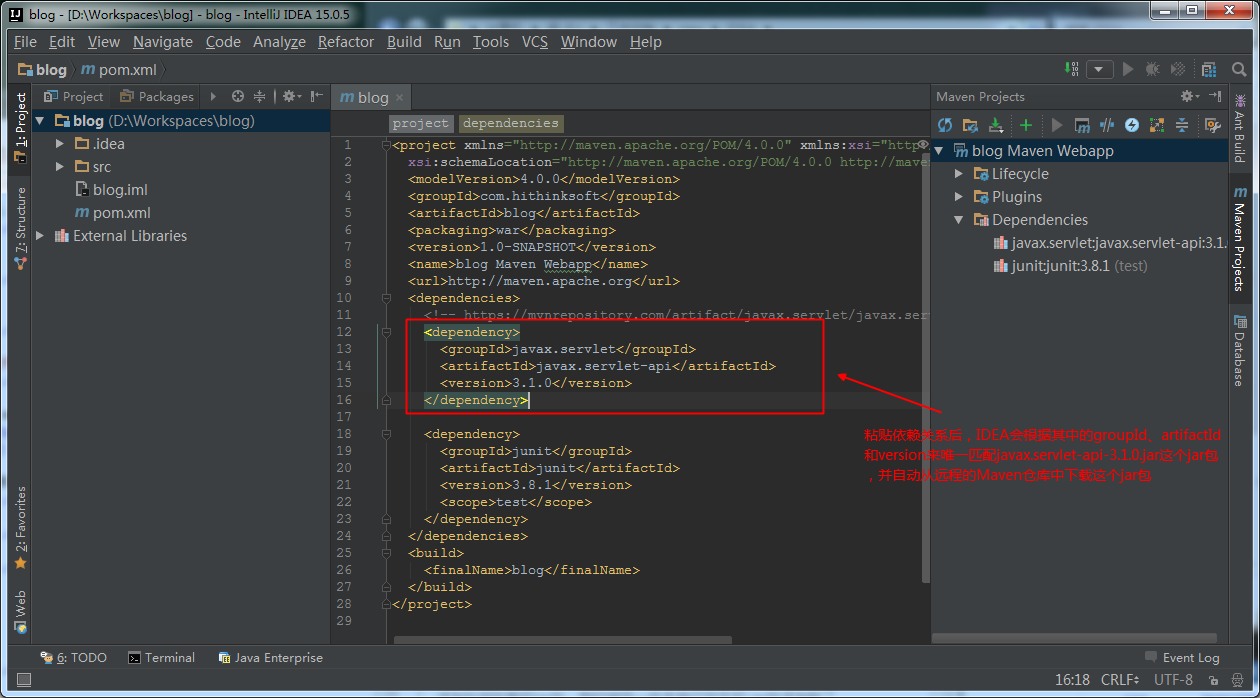 blog - [D:\Workspaces\blog] - blog - IntelliJ IDEA 15.0.5
File Edit View Navigate Code Analyze Refactor Build Run Tools VCS Window Help
blog pom.xml
Project Packages
blog
Maven Projects
project dependencies
1: Project
7: Structure
2: Favorites
Web
blog (D:\Workspaces\blog)
.idea
src
blog.iml
pom.xml
External Libraries
1 <project xmlns="http://maven.apache.org/POM/4.0.0" xmlns:xsi="http
2 xsi:schemaLocation="http://maven.apache.org/POM/4.0.0 http://mave
3 <modelVersion>4.0.0</modelVersion>
4 <groupId>com.hithinksoft</groupId>
5 <artifactId>blog</artifactId>
6 <packaging>war</packaging>
7 <version>1.0-SNAPSHOT</version>
8 <name>blog Maven Webapp</name>
9 <url>http://maven.apache.org</url>
10 <dependencies>
11 <!-- https://mvnrepository.com/artifact/javax.servlet/javax.ser
12 <dependency>
13 <groupId>javax.servlet</groupId>
14 <artifactId>javax.servlet-api</artifactId>
15 <version>3.1.0</version>
16 </dependency>
17
18 <dependency>
19 <groupId>junit</groupId>
20 <artifactId>junit</artifactId>
21 <version>3.8.1</version>
22 <scope>test</scope>
23 </dependency>
24 </dependencies>
25 <build>
26 <finalName>blog</finalName>
27 </build>
28 </project>
29
粘贴依赖关系后，IDEA会根据其中的groupId、artifactId
和version来唯一匹配javax.servlet-api-3.1.0.jar这个jar包
，并自动从远程的Maven仓库中下载这个jar包
blog Maven Webapp
Lifecycle
Plugins
Dependencies
javax.servlet:javax.servlet-api:3.1.
junit:junit:3.8.1 (test)
Ant Build
Maven Projects
Database
6: TODO Terminal Java Enterprise Event Log
16:18 CRLF UTF-8